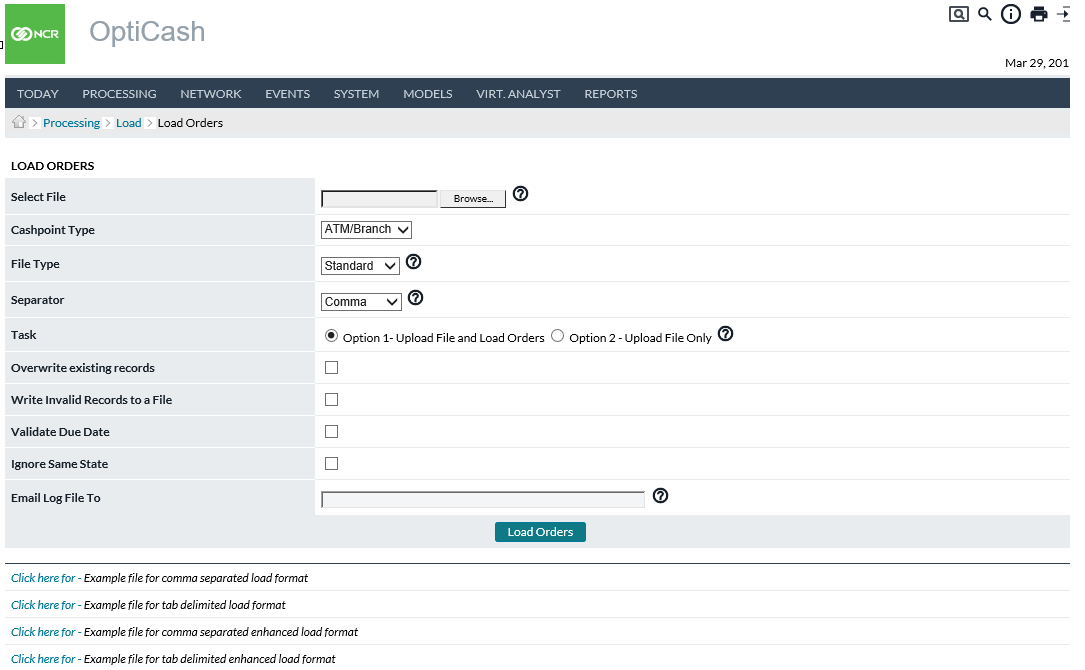 NCR
OptiCash
Mar 29, 201
TODAY PROCESSING NETWORK EVENTS SYSTEM MODELS VIRT. ANALYST REPORTS
> Processing > Load > Load Orders
LOAD ORDERS
Select File Browse... ?
Cashpoint Type ATM/Branch
File Type Standard ?
Separator Comma ?
Task Option 1- Upload File and Load Orders Option 2 - Upload File Only ?
Overwrite existing records
Write Invalid Records to a File
Validate Due Date
Ignore Same State
Email Log File To ?
Load Orders
Click here for - Example file for comma separated load format
Click here for - Example file for tab delimited load format
Click here for - Example file for comma separated enhanced load format
Click here for - Example file for tab delimited enhanced load format